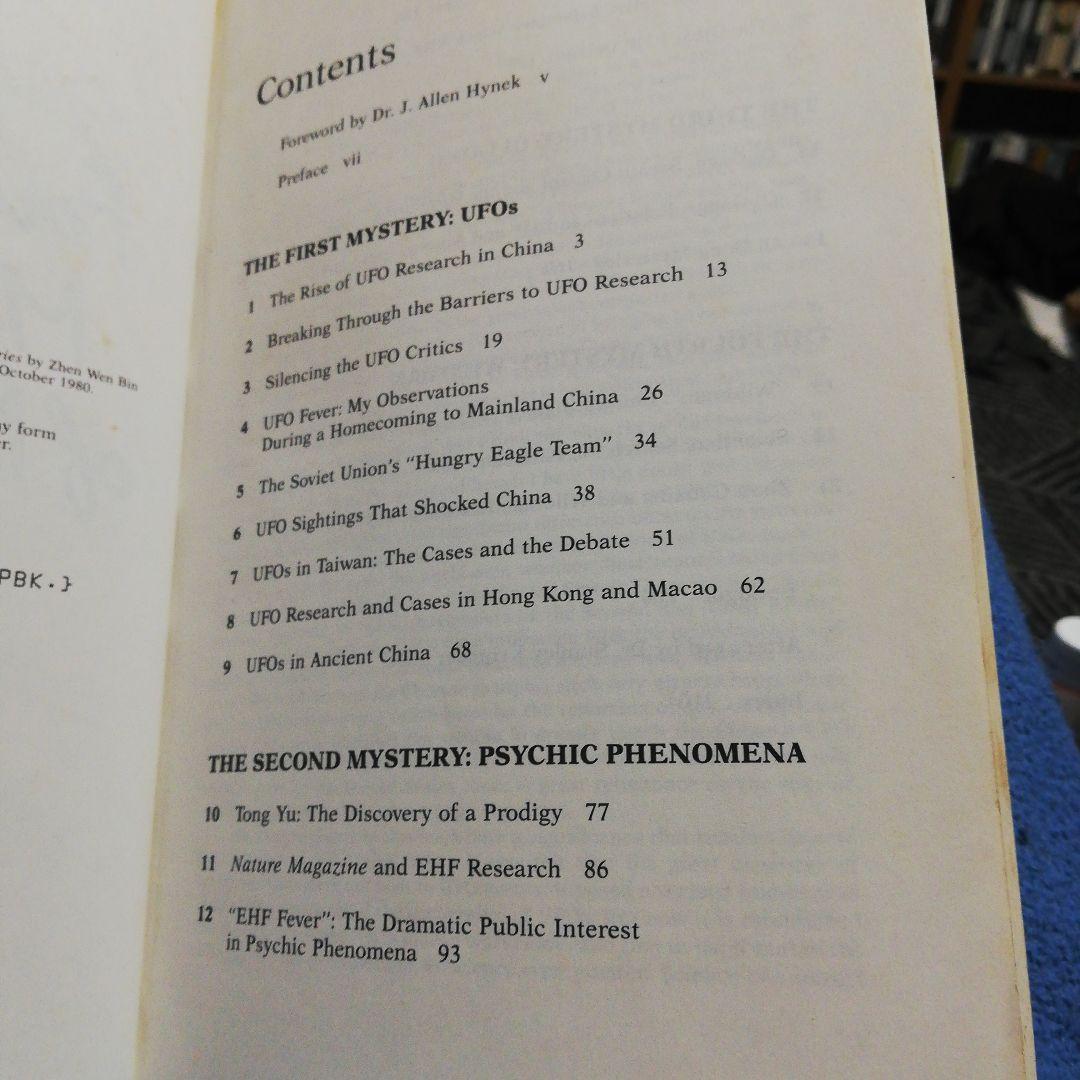 Contents
Foreword by Dr. J. Allen Hynek v
Preface vii
THE FIRST MYSTERY: UFOs
1 The Rise of UFO Research in China 3
2 Breaking Through the Barriers to UFO Research 13
3 Silencing the UFO Critics 19
4 UFO Fever: My Observations
During a Homecoming to Mainland China 26
5 The Soviet Union's "Hungry Eagle Team" 34
6 UFO Sightings That Shocked China 38
7 UFOs in Taiwan: The Cases and the Debate 51
8 UFO Research and Cases in Hong Kong and Macao 62
9 UFOs in Ancient China 68
THE SECOND MYSTERY: PSYCHIC PHENOMENA
10 Tong Yu: The Discovery of a Prodigy 77
11 Nature Magazine and EHF Research 86
12 "EHF Fever": The Dramatic Public Interest
in Psychic Phenomena 93
by Zhen Wen Bin
October 1980.
form
PBK.}